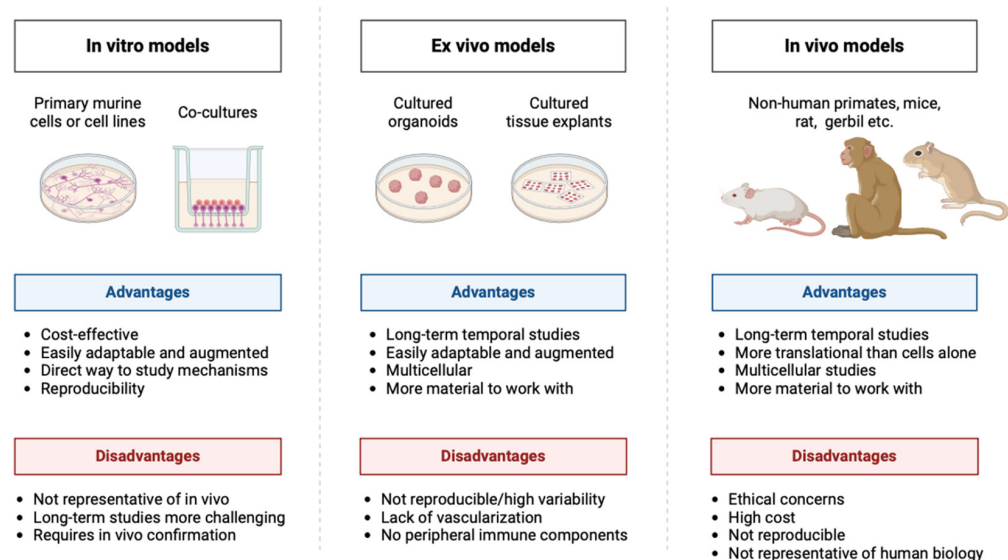 In vitro models
Primary murine
cells or cell lines
Co-cultures
Advantages
• Cost-effective
• Easily adaptable and augmented
• Direct way to study mechanisms
• Reproducibility
Disadvantages
• Not representative of in vivo
• Long-term studies more challenging
• Requires in vivo confirmation
Ex vivo models
Cultured
organoids
Cultured
tissue explants
Advantages
• Long-term temporal studies
• Easily adaptable and augmented
• Multicellular
• More material to work with
Disadvantages
• Not reproducible/high variability
• Lack of vascularization
• No peripheral immune components
In vivo models
Non-human primates, mice,
rat, gerbil etc.
Advantages
• Long-term temporal studies
• More translational than cells alone
• Multicellular studies
• More material to work with
Disadvantages
• Ethical concerns
• High cost
• Not reproducible
• Not representative of human biology